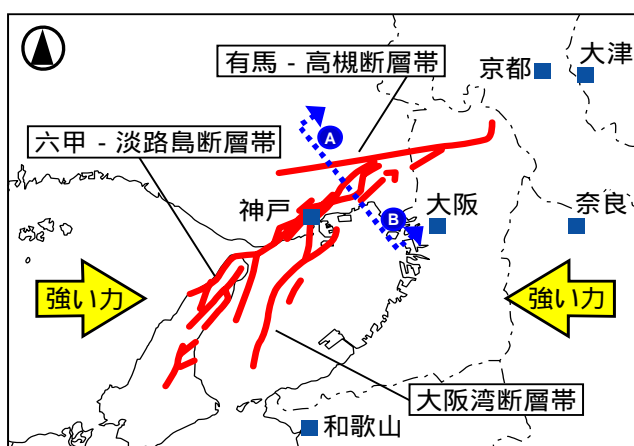 有馬 - 高槻断層帯
京都
大津
六甲 - 淡路島断層帯
A
神戸
B
大阪
奈良
強い力
強い力
大阪湾断層帯
和歌山